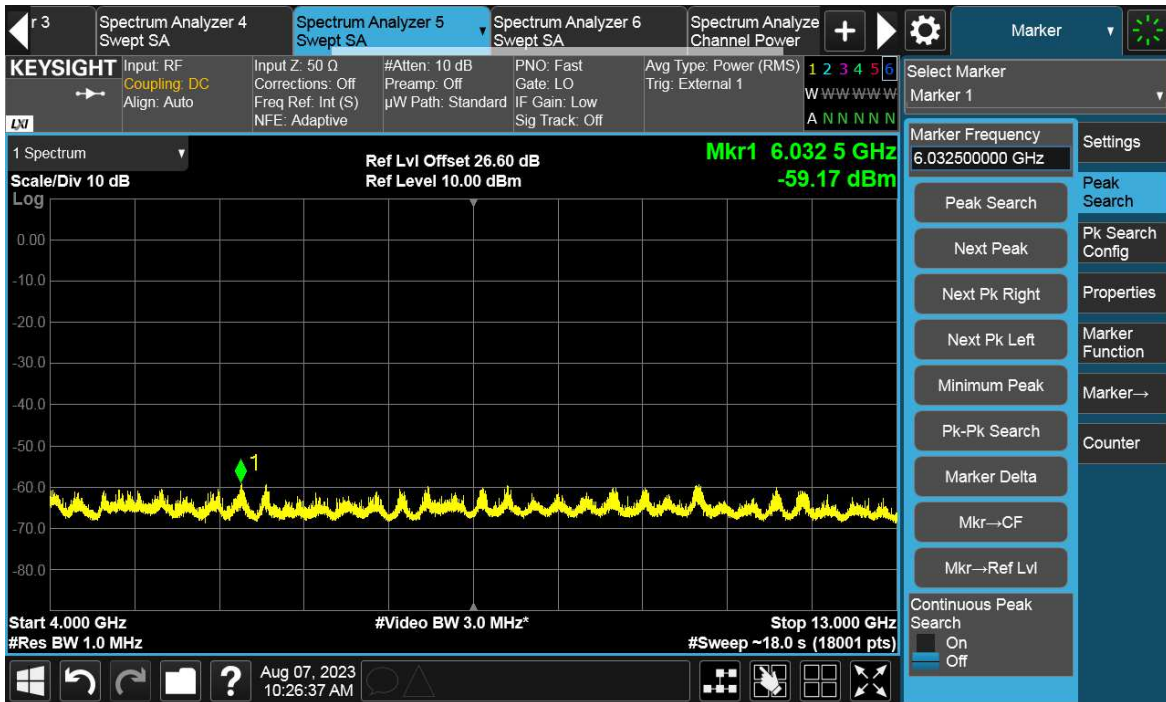 r 3
Spectrum Analyzer 4
Swept SA
Spectrum Analyzer 5
Swept SA
Spectrum Analyzer 6
Swept SA
Spectrum Analyze
Channel Power
+
Marker
KEYSIGHT
LXI
Input: RF
Coupling: DC
Align: Auto
Input Z: 50 Ω
Corrections: Off
Freq Ref: Int (S)
NFE: Adaptive
#Atten: 10 dB
Preamp: Off
µW Path: Standard
PNO: Fast
Gate: LO
IF Gain: Low
Sig Track: Off
Avg Type: Power (RMS)
Trig: External 1
1 2 3 4 5 6
W W W W W W
A N N N N N
Select Marker
Marker 1
1 Spectrum
Scale/Div 10 dB
Log
Ref Lvl Offset 26.60 dB
Ref Level 10.00 dBm
Mkr1 6.032 5 GHz
-59.17 dBm
0.00
-10.0
-20.0
-30.0
-40.0
-50.0
-60.0
-70.0
-80.0
1
Start 4.000 GHz
#Res BW 1.0 MHz
#Video BW 3.0 MHz*
Stop 13.000 GHz
#Sweep ~18.0 s (18001 pts)
Marker Frequency
6.032500000 GHz
Peak Search
Next Peak
Next Pk Right
Next Pk Left
Minimum Peak
Pk-Pk Search
Marker Delta
Mkr→CF
Mkr→Ref Lvl
Continuous Peak
Search
On
Off
Settings
Peak
Search
Pk Search
Config
Properties
Marker
Function
Marker→
Counter
?
Aug 07, 2023
10:26:37 AM